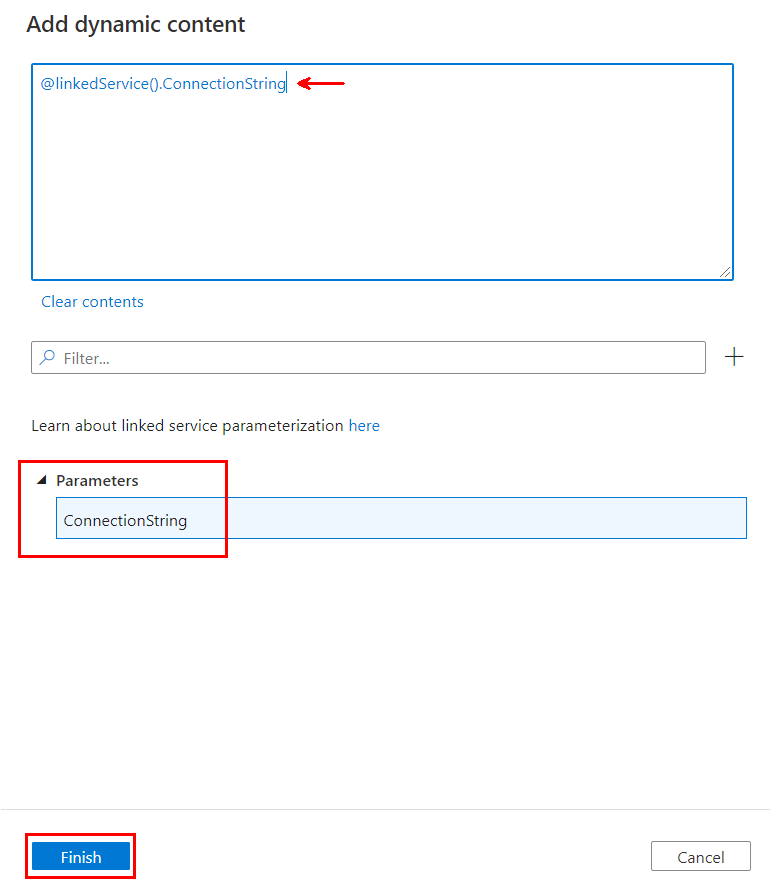 Add dynamic content
@linkedService().ConnectionString
Clear contents
Filter...
Learn about linked service parameterization here
Parameters
ConnectionString
Finish
Cancel